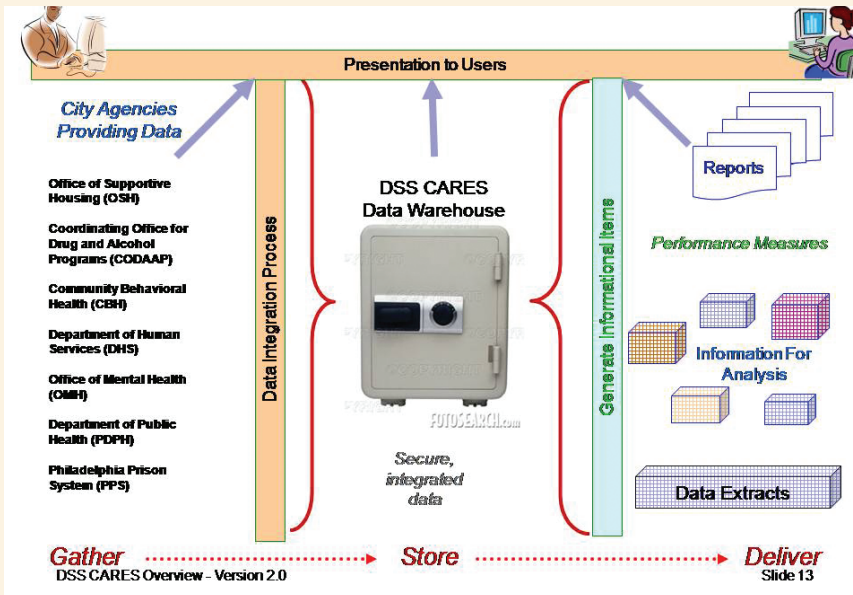 Presentation to Users
City Agencies
Providing Data
Office of Supportive
Housing (OSH)
Coordinating Office for
Drug and Alcohol
Programs (CODAAP)
Community Behavioral
Health (CBH)
Department of Human
Services (DHS)
Office of Mental Health
(OMH)
Department of Public
Health (PDPH)
Philadelphia Prison
System (PPS)
Data Integration Process
DSS CARES
Data Warehouse
FOTOSEARCH.com
Secure,
integrated
data
Generate Informational Items
Reports
Performance Measures
Information For
Analysis
Data Extracts
Gather
Store
Deliver
DSS CARES Overview - Version 2.0
Slide 13